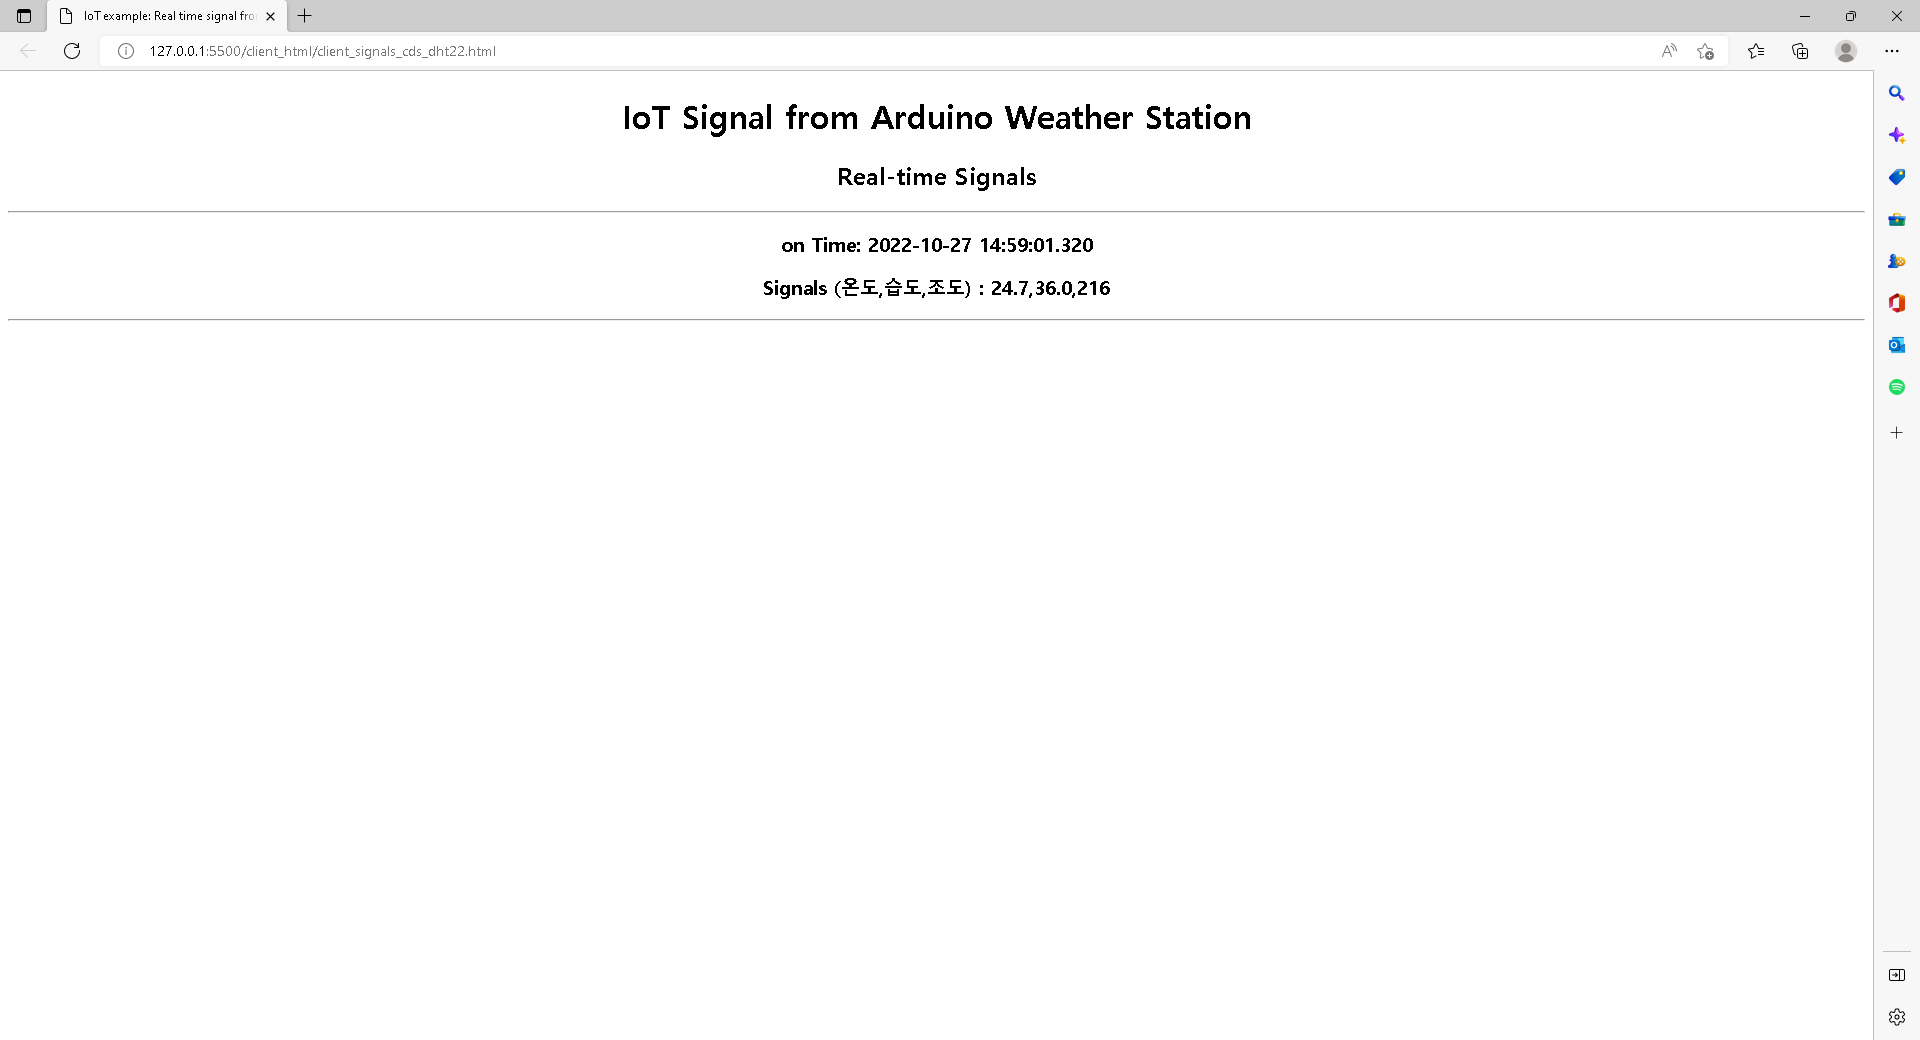 IoT example: Real time signal fro
127.0.0.1:5500/client_html/client_signals_cds_dht22.html
IoT Signal from Arduino Weather Station
Real-time Signals
on Time: 2022-10-27 14:59:01.320
Signals (온도,습도,조도) : 24.7,36.0,216